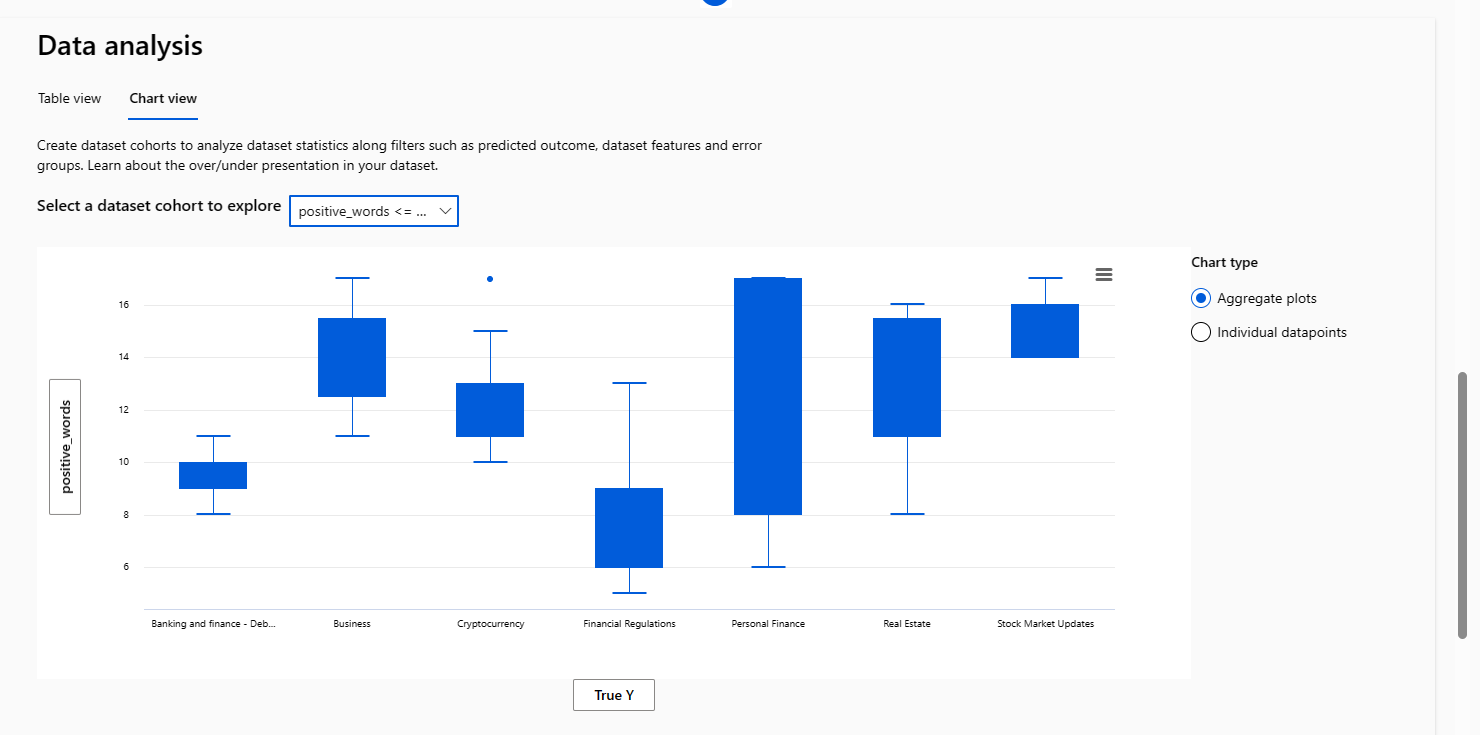 Data analysis
Table view
Chart view
Create dataset cohorts to analyze dataset statistics along filters such as predicted outcome, dataset features and error
groups. Learn about the over/under presentation in your dataset.
Select a dataset cohort to explore
positive_words <= ...
Chart type
Aggregate plots
Individual datapoints
positive_words
16
14
12
10
8
6
Banking and finance - Deb...
Business
Cryptocurrency
Financial Regulations
Personal Finance
Real Estate
Stock Market Updates
True Y